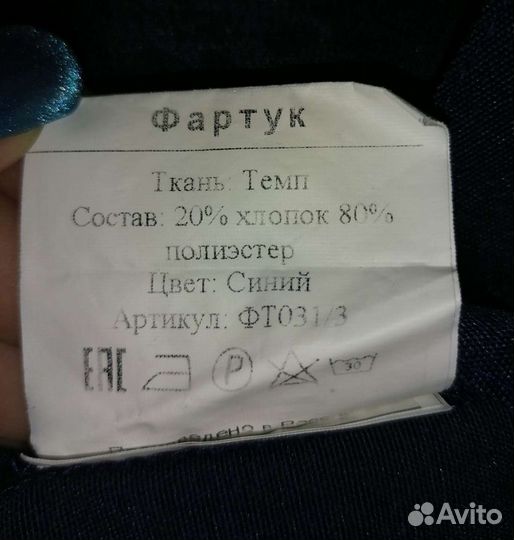 Фартук
Ткань: Темп
Состав: 20% хлопок 80%
полиэстер
Цвет: Синий
Артикул: ФТ031/3
ЕАС Р 30
Avito